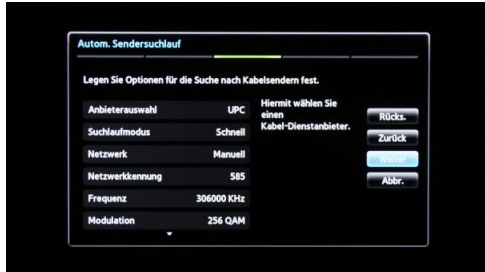 Autom. Sendersuchlauf
Legen Sie Optionen für die Suche nach Kabelsendern fest.
Anbieterauswahl UPC
Suchlaufmodus Schnell
Netzwerk Manuell
Netzwerkkennung 585
Frequenz 306000 KHz
Modulation 256 QAM
Hiermit wählen Sie
einen
Kabel-Dienstanbieter.
Rücks.
Zurück
Weiter
Abbr.